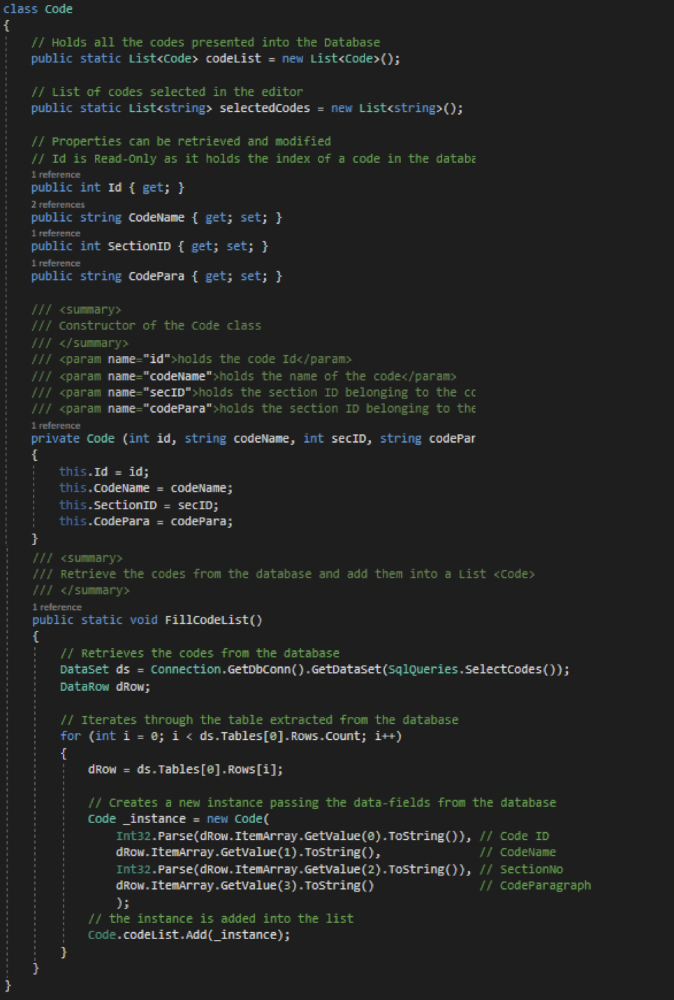 class Code
{
// Holds all the codes presented into the Database
public static List<Code> codeList = new List<Code>();
// List of codes selected in the editor
public static List<string> selectedCodes = new List<string>();
// Properties can be retrieved and modified
// Id is Read-Only as it holds the index of a code in the databa
1 reference
public int Id { get; }
2 references
public string CodeName { get; set; }
1 reference
public int SectionID { get; set; }
1 reference
public string CodePara { get; set; }
/// <summary>
/// Constructor of the Code class
/// </summary>
/// <param name="id">holds the code Id</param>
/// <param name="codeName">holds the name of the code</param>
/// <param name="secID">holds the section ID belonging to the co
/// <param name="codePara">holds the section ID belonging to the
1 reference
private Code (int id, string codeName, int secID, string codePar
{
this.Id = id;
this.CodeName = codeName;
this.SectionID = secID;
this.CodePara = codePara;
}
/// <summary>
/// Retrieve the codes from the database and add them into a List <Code>
/// </summary>
1 reference
public static void FillCodeList()
{
// Retrieves the codes from the database
DataSet ds = Connection.GetDbConn().GetDataSet(SqlQueries.SelectCodes());
DataRow dRow;
// Iterates through the table extracted from the database
for (int i = 0; i < ds.Tables[0].Rows.Count; i++)
{
dRow = ds.Tables[0].Rows[i];
// Creates a new instance passing the data-fields from the database
Code _instance = new Code(
Int32.Parse(dRow.ItemArray.GetValue(0).ToString()), // Code ID
dRow.ItemArray.GetValue(1).ToString(), // CodeName
Int32.Parse(dRow.ItemArray.GetValue(2).ToString()), // SectionNo
dRow.ItemArray.GetValue(3).ToString() // CodeParagraph
);
// the instance is added into the list
Code.codeList.Add(_instance);
}
}
}